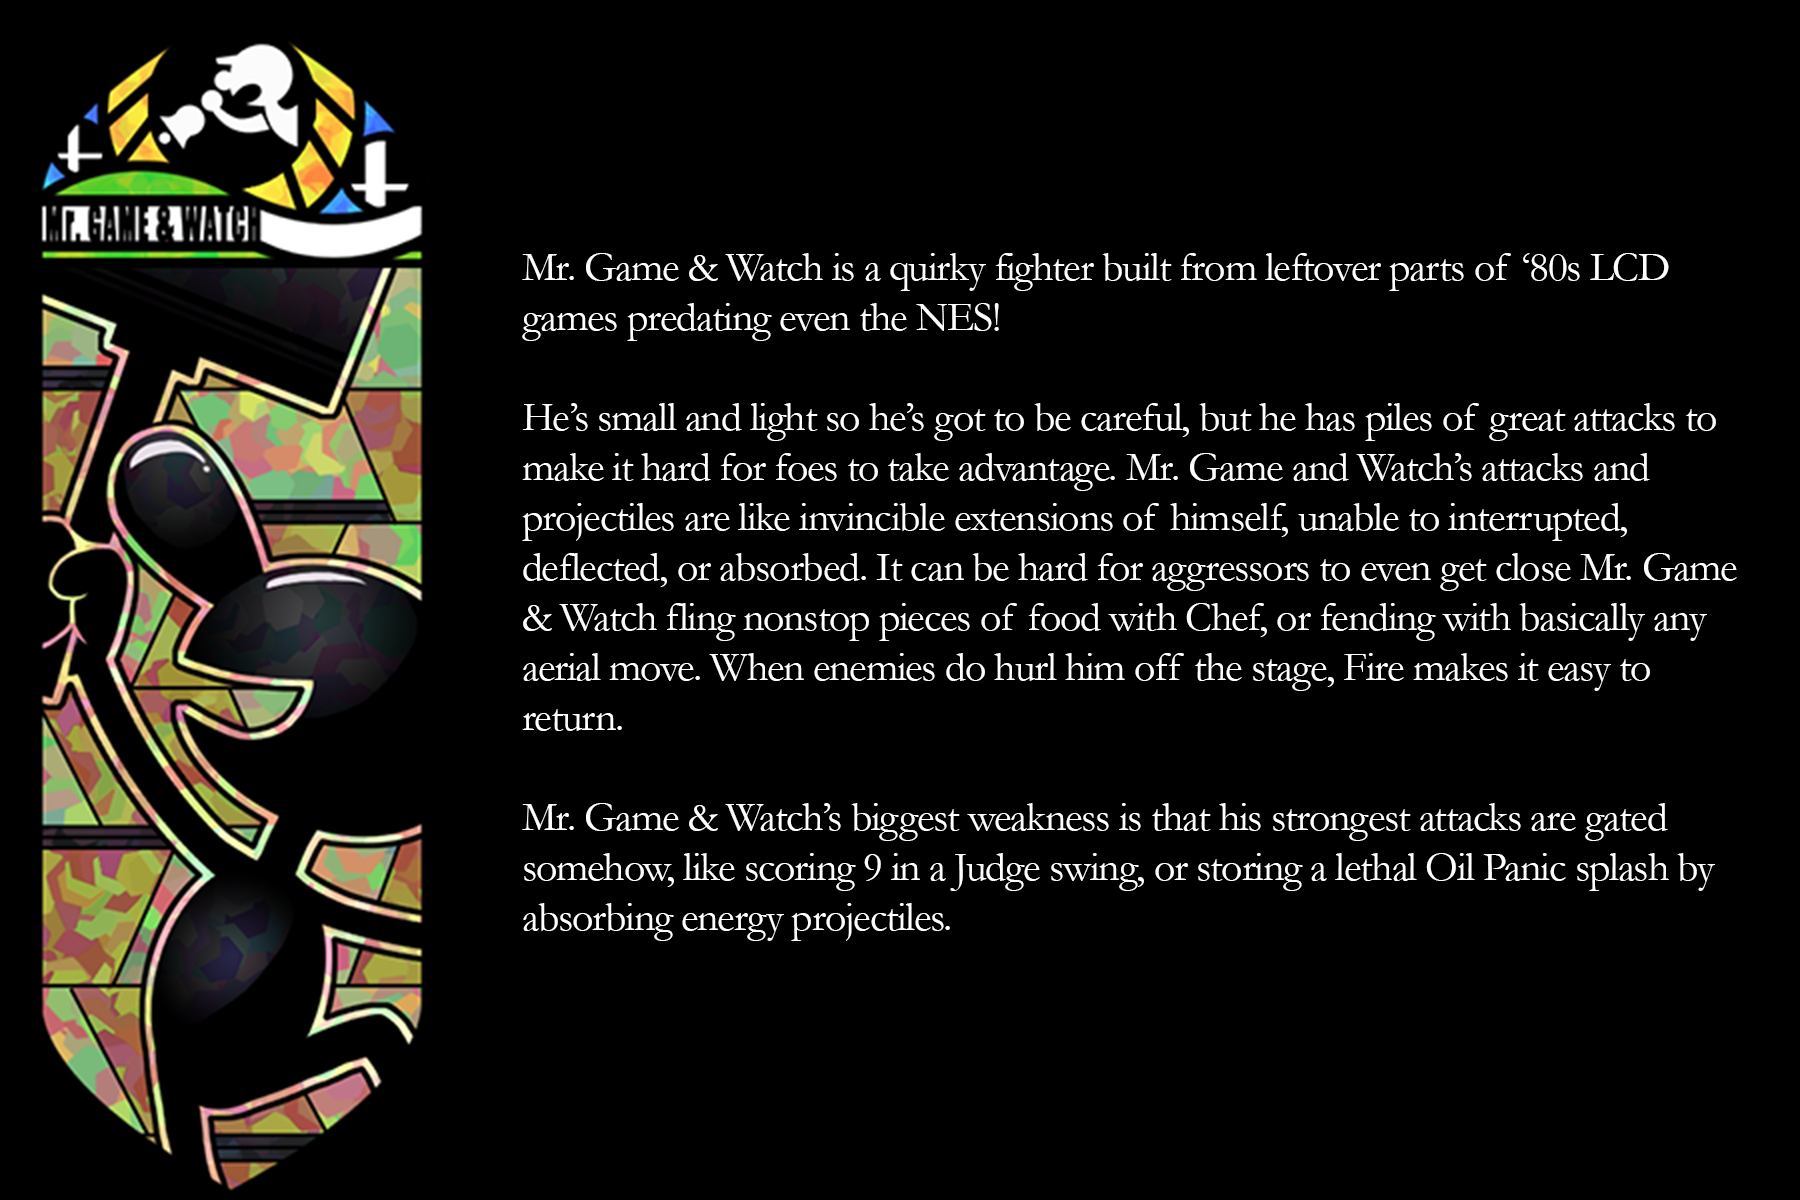 Mr. GAME & WATCH
Mr. Game & Watch is a quirky fighter built from leftover parts of ‘80s LCD
games predating even the NES!
He’s small and light so he’s got to be careful, but he has piles of great attacks to
make it hard for foes to take advantage. Mr. Game and Watch’s attacks and
projectiles are like invincible extensions of himself, unable to interrupted,
deflected, or absorbed. It can be hard for aggressors to even get close Mr. Game
& Watch fling nonstop pieces of food with Chef, or fending with basically any
aerial move. When enemies do hurl him off the stage, Fire makes it easy to
return.
Mr. Game & Watch’s biggest weakness is that his strongest attacks are gated
somehow, like scoring 9 in a Judge swing, or storing a lethal Oil Panic splash by
absorbing energy projectiles.